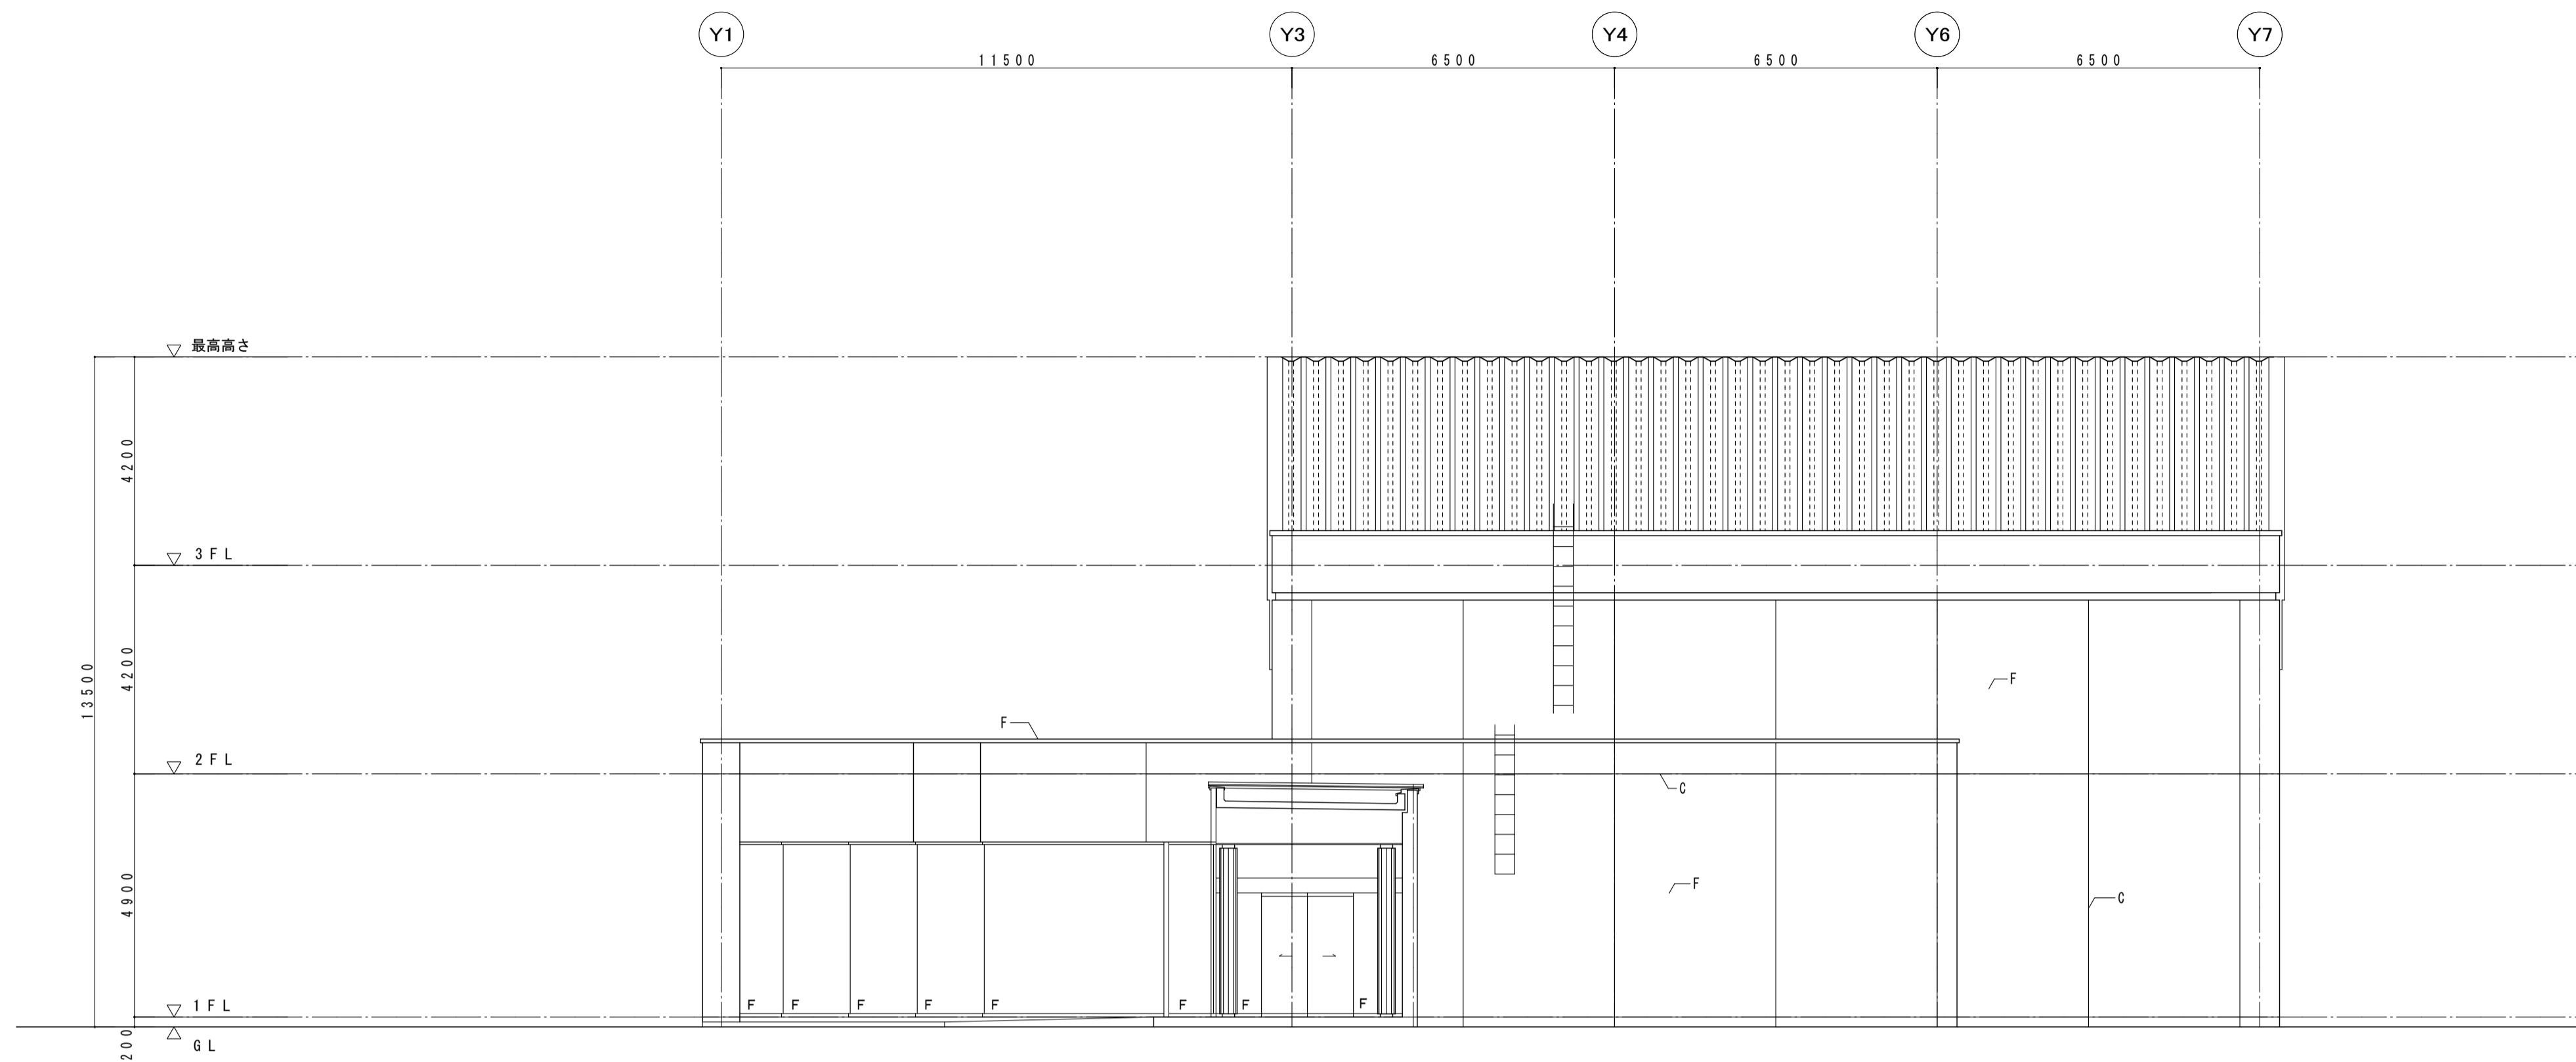 Y1 Y3 Y4 Y6 Y7
11500 6500 6500 6500
最高高さ
4200
3FL
4200
13500
F
F
2FL
C
F
4900
C
1FL
F F F F F F F F
200
GL